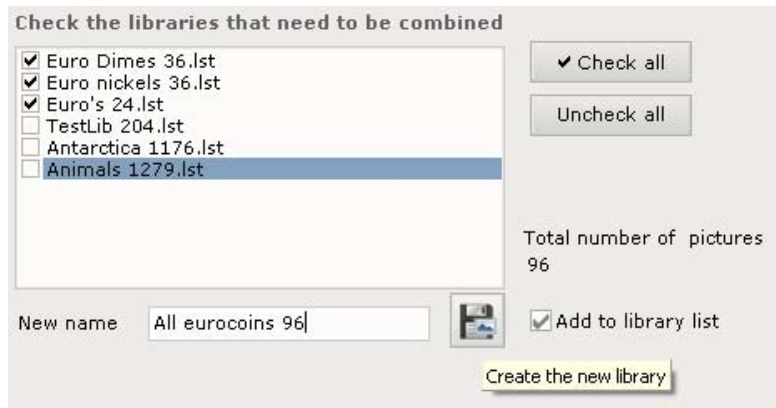 Check the libraries that need to be combined
Euro Dimes 36.lst
Euro nickels 36.lst
Euro's 24.lst
TestLib 204.lst
Antarctica 1176.lst
Animals 1279.lst
Check all
Uncheck all
Total number of pictures
96
New name
All eurocoins 96
Add to library list
Create the new library